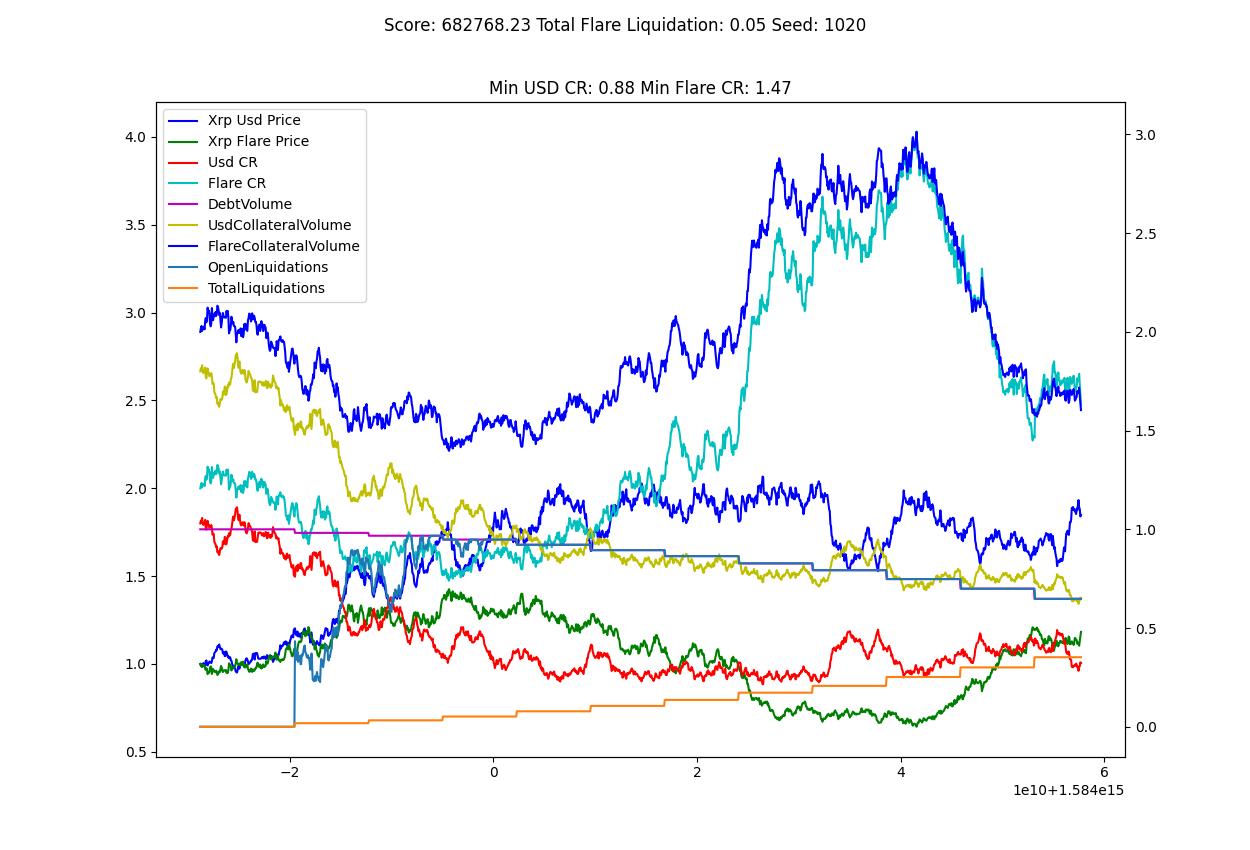 Score: 682768.23 Total Flare Liquidation: 0.05 Seed: 1020
Min USD CR: 0.88 Min Flare CR: 1.47
Xrp Usd Price
Xrp Flare Price
Usd CR
Flare CR
DebtVolume
UsdCollateralVolume
FlareCollateralVolume
OpenLiquidations
TotalLiquidations
4.0
3.5
3.0
2.5
2.0
1.5
1.0
0.5
3.0
2.5
2.0
1.5
1.0
0.5
0.0
−2 0 2 4 6
1e10+1.584e15